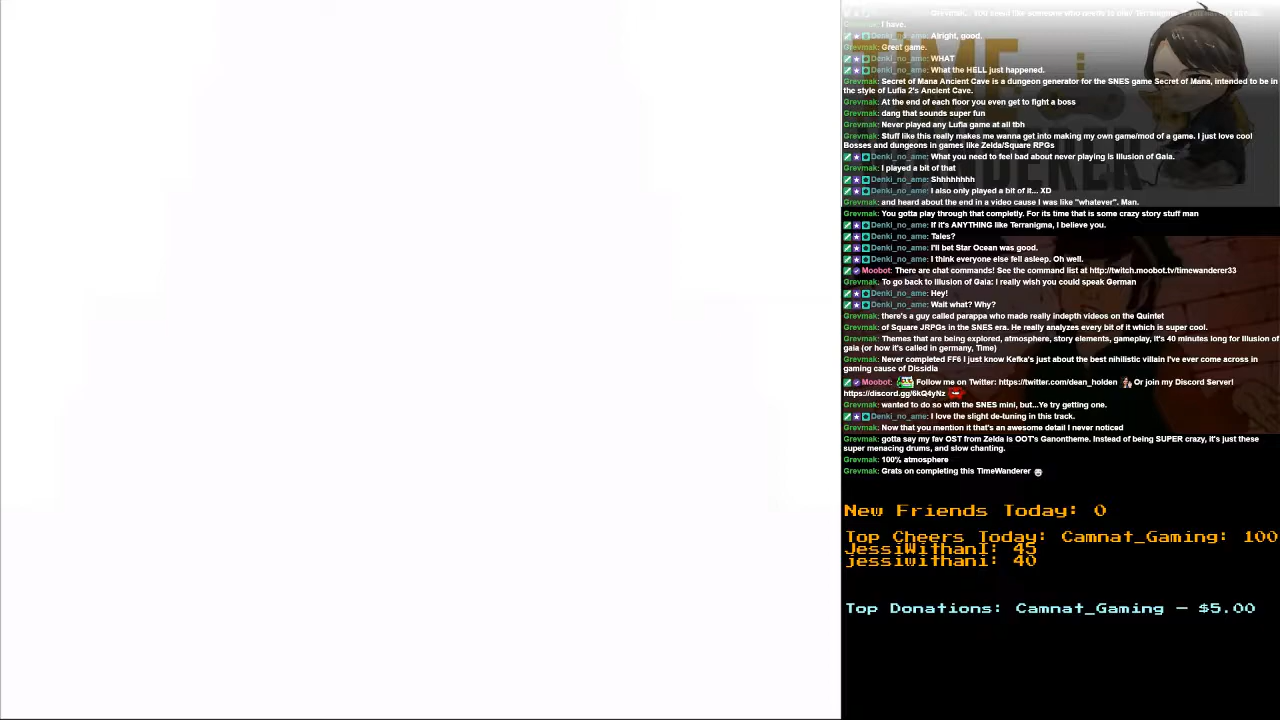 I have.
Denki_no_ame: Alright, good.
Grevmak: Great game.
Denki_no_ame: WHAT
Denki_no_ame: What the HELL just happened.
Grevmak: Secret of Mana Ancient Cave is a dungeon generator for the SNES game Secret of Mana, intended to be in
the style of Lufia 2's Ancient Cave.
Grevmak: At the end of each floor you even get to fight a boss
Grevmak: dang that sounds super fun
Grevmak: Never played any Lufia game at all tbh
Grevmak: Stuff like this really makes me wanna get into making my own game/mod of a game. I just love cool
Bosses and dungeons in games like Zelda/Square RPGs
Denki_no_ame: What you need to feel bad about never playing is Illusion of Gaia.
Grevmak: I played a bit of that
Denki_no_ame: Shhhhhhhh
Denki_no_ame: I also only played a bit of it... XD
Grevmak: and heard about the end in a video cause I was like "whatever". Man.
Grevmak: You gotta play through that completly. For its time that is some crazy story stuff man
Denki_no_ame: If it's ANYTHING like Terranigma, I believe you.
Denki_no_ame: Tales?
Denki_no_ame: I'll bet Star Ocean was good.
Denki_no_ame: I think everyone else fell asleep. Oh well.
Moobot: There are chat commands! See the command list at http://twitch.moobot.tv/timewanderer33
Grevmak: To go back to Illusion of Gaia: I really wish you could speak German
Denki_no_ame: Hey!
Denki_no_ame: Wait what? Why?
Grevmak: there's a guy called parappa who made really indepth videos on the Quintet
Grevmak: of Square JRPGs in the SNES era. He really analyzes every bit of it which is super cool.
Grevmak: Themes that are being explored, atmosphere, story elements, gameplay, It's 40 minutes long for Illusion of
gaia (or how it's called in germany, Time)
Grevmak: Never completed FF6 I just know Kefka's just about the best nihilistic villain I've ever come across in
gaming cause of Dissidia
Moobot: Follow me on Twitter: https://twitter.com/dean_holden Or join my Discord Server!
https://discord.gg/6kQ4yNz
Grevmak: wanted to do so with the SNES mini, but...Ye try getting one.
Denki_no_ame: I love the slight de-tuning in this track.
Grevmak: Now that you mention it that's an awesome detail I never noticed
Grevmak: gotta say my fav OST from Zelda is OOT's Ganontheme. Instead of being SUPER crazy, it's just these
super menacing drums, and slow chanting.
Grevmak: 100% atmosphere
Grevmak: Grats on completing this TimeWanderer
New Friends Today: 0
Top Cheers Today: Camnat_Gaming: 100
JessiWithanI: 45
jessiwithani: 40
Top Donations: Camnat_Gaming – $5.00